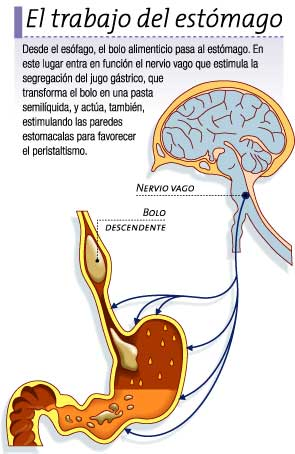 El trabajo del estómago
Desde el esófago, el bolo alimenticio pasa al estómago. En
este lugar entra en función el nervio vago que estimula la
segregación del jugo gástrico, que
transforma el bolo en una pasta
semilíquida, y actúa, también,
estimulando las paredes
estomacales para favorecer
el peristaltismo.
NERVIO VAGO
BOLO
DESCENDENTE